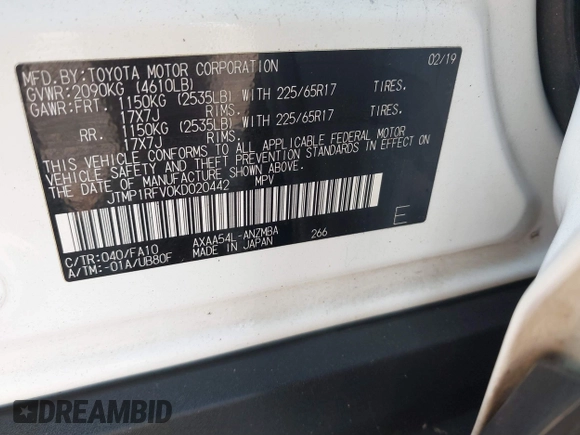 MFD. BY: TOYOTA MOTOR CORPORATION 02/19
GVWR: 2090KG (4610LB)
GAWR: FRT. 1150KG (2535LB) WITH 225/65R17 TIRES.
17X7J RIMS.
RR. 1150KG (2535LB) WITH 225/65R17 TIRES.
17X7J RIMS.
THIS VEHICLE CONFORMS TO ALL APPLICABLE FEDERAL MOTOR
VEHICLE SAFETY AND THEFT PREVENTION STANDARDS IN EFFECT ON
THE DATE OF MANUFACTURE SHOWN ABOVE.
JTMP1RFV0KD020442 MPV
E
C/TR: 040/FA10 AXAA54L-ANZMBA 266
A/TM: -01A/UB80F MADE IN JAPAN
DREAMBID